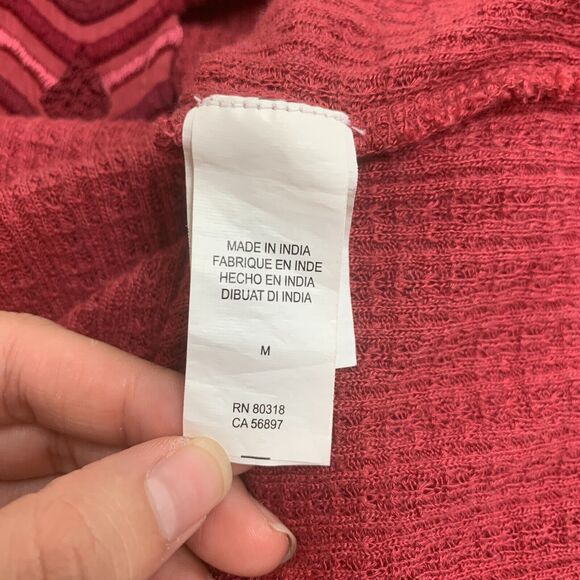 MADE IN INDIA
FABRIQUE EN INDE
HECHO EN INDIA
DIBUAT DI INDIA
M
RN 80318
CA 56897